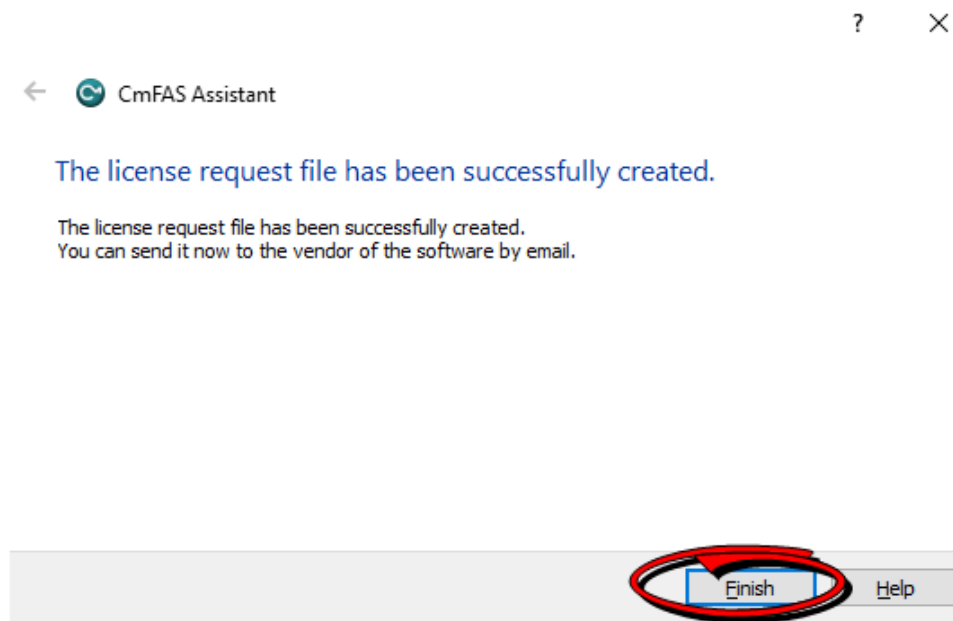 ?
CmFAS Assistant
The license request file has been successfully created.
The license request file has been successfully created.
You can send it now to the vendor of the software by email.
Finish
Help